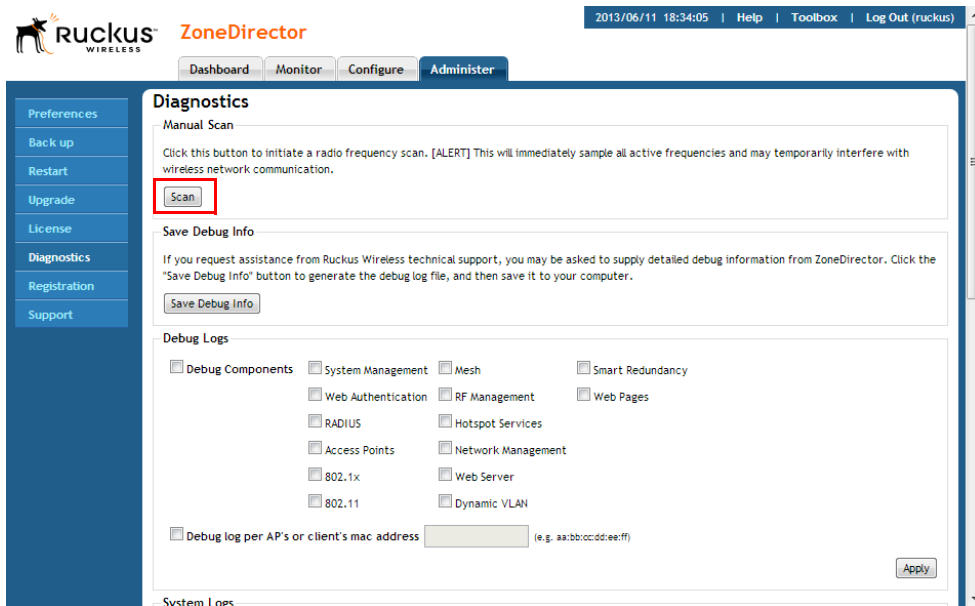 2013/06/11 18:34:05 | Help | Toolbox | Log Out (ruckus)
RUCKUS
WIRELESS
ZoneDirector
Dashboard Monitor Configure Administer
Preferences
Back up
Restart
Upgrade
License
Diagnostics
Registration
Support
Diagnostics
Manual Scan
Click this button to initiate a radio frequency scan. [ALERT] This will immediately sample all active frequencies and may temporarily interfere with
wireless network communication.
Scan
Save Debug Info
If you request assistance from Ruckus Wireless technical support, you may be asked to supply detailed debug information from ZoneDirector. Click the
"Save Debug Info" button to generate the debug log file, and then save it to your computer.
Save Debug Info
Debug Logs
Debug Components System Management Mesh Smart Redundancy
Web Authentication RF Management Web Pages
RADIUS Hotspot Services
Access Points Network Management
802.1x Web Server
802.11 Dynamic VLAN
Debug log per AP's or client's mac address (e.g. aa:bb:cc:dd:ee:ff)
Apply
System Logs